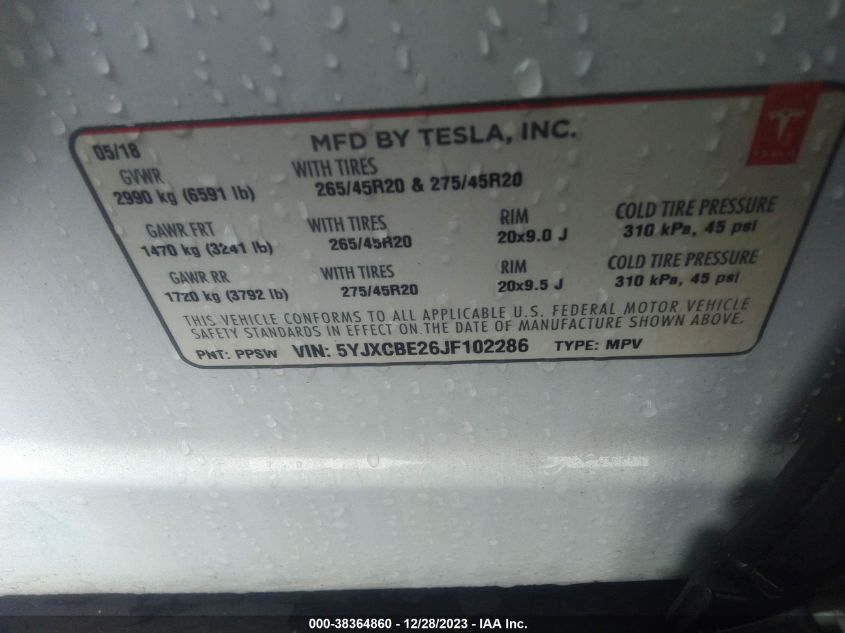 MFD BY TESLA, INC.
05/18
GVWR WITH TIRES
2990 kg (6591 lb) 265/45R20 & 275/45R20
GAWR FRT WITH TIRES RIM COLD TIRE PRESSURE
1470 kg (3241 lb) 265/45R20 20x9.0 J 310 kPa, 45 psi
GAWR RR WITH TIRES RIM COLD TIRE PRESSURE
1720 kg (3792 lb) 275/45R20 20x9.5 J 310 kPa, 45 psi
THIS VEHICLE CONFORMS TO ALL APPLICABLE U.S. FEDERAL MOTOR VEHICLE
SAFETY STANDARDS IN EFFECT ON THE DATE OF MANUFACTURE SHOWN ABOVE.
PNT: PPSW VIN: 5YJXCBE26JF102286 TYPE: MPV
TESLA
000-38364860 - 12/28/2023 - IAA Inc.